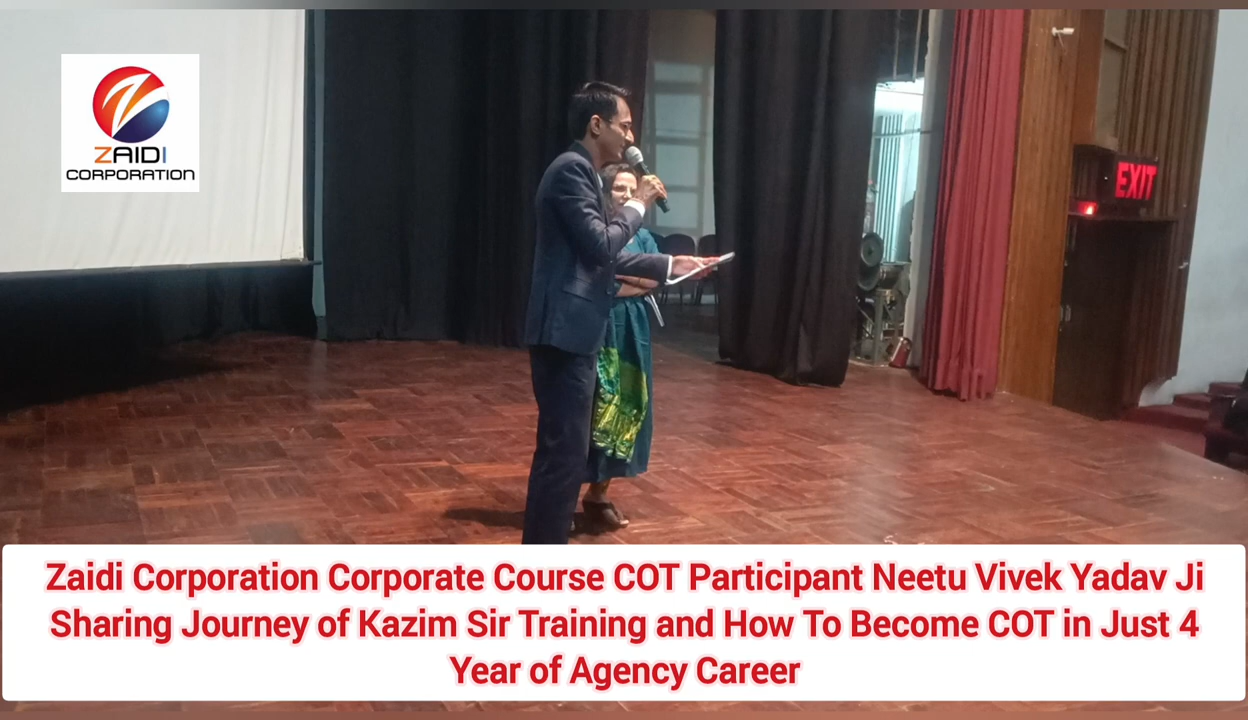 ZAIDI
CORPORATION
EXIT
Zaidi Corporation Corporate Course COT Participant Neetu Vivek Yadav Ji
Sharing Journey of Kazim Sir Training and How To Become COT in Just 4
Year of Agency Career